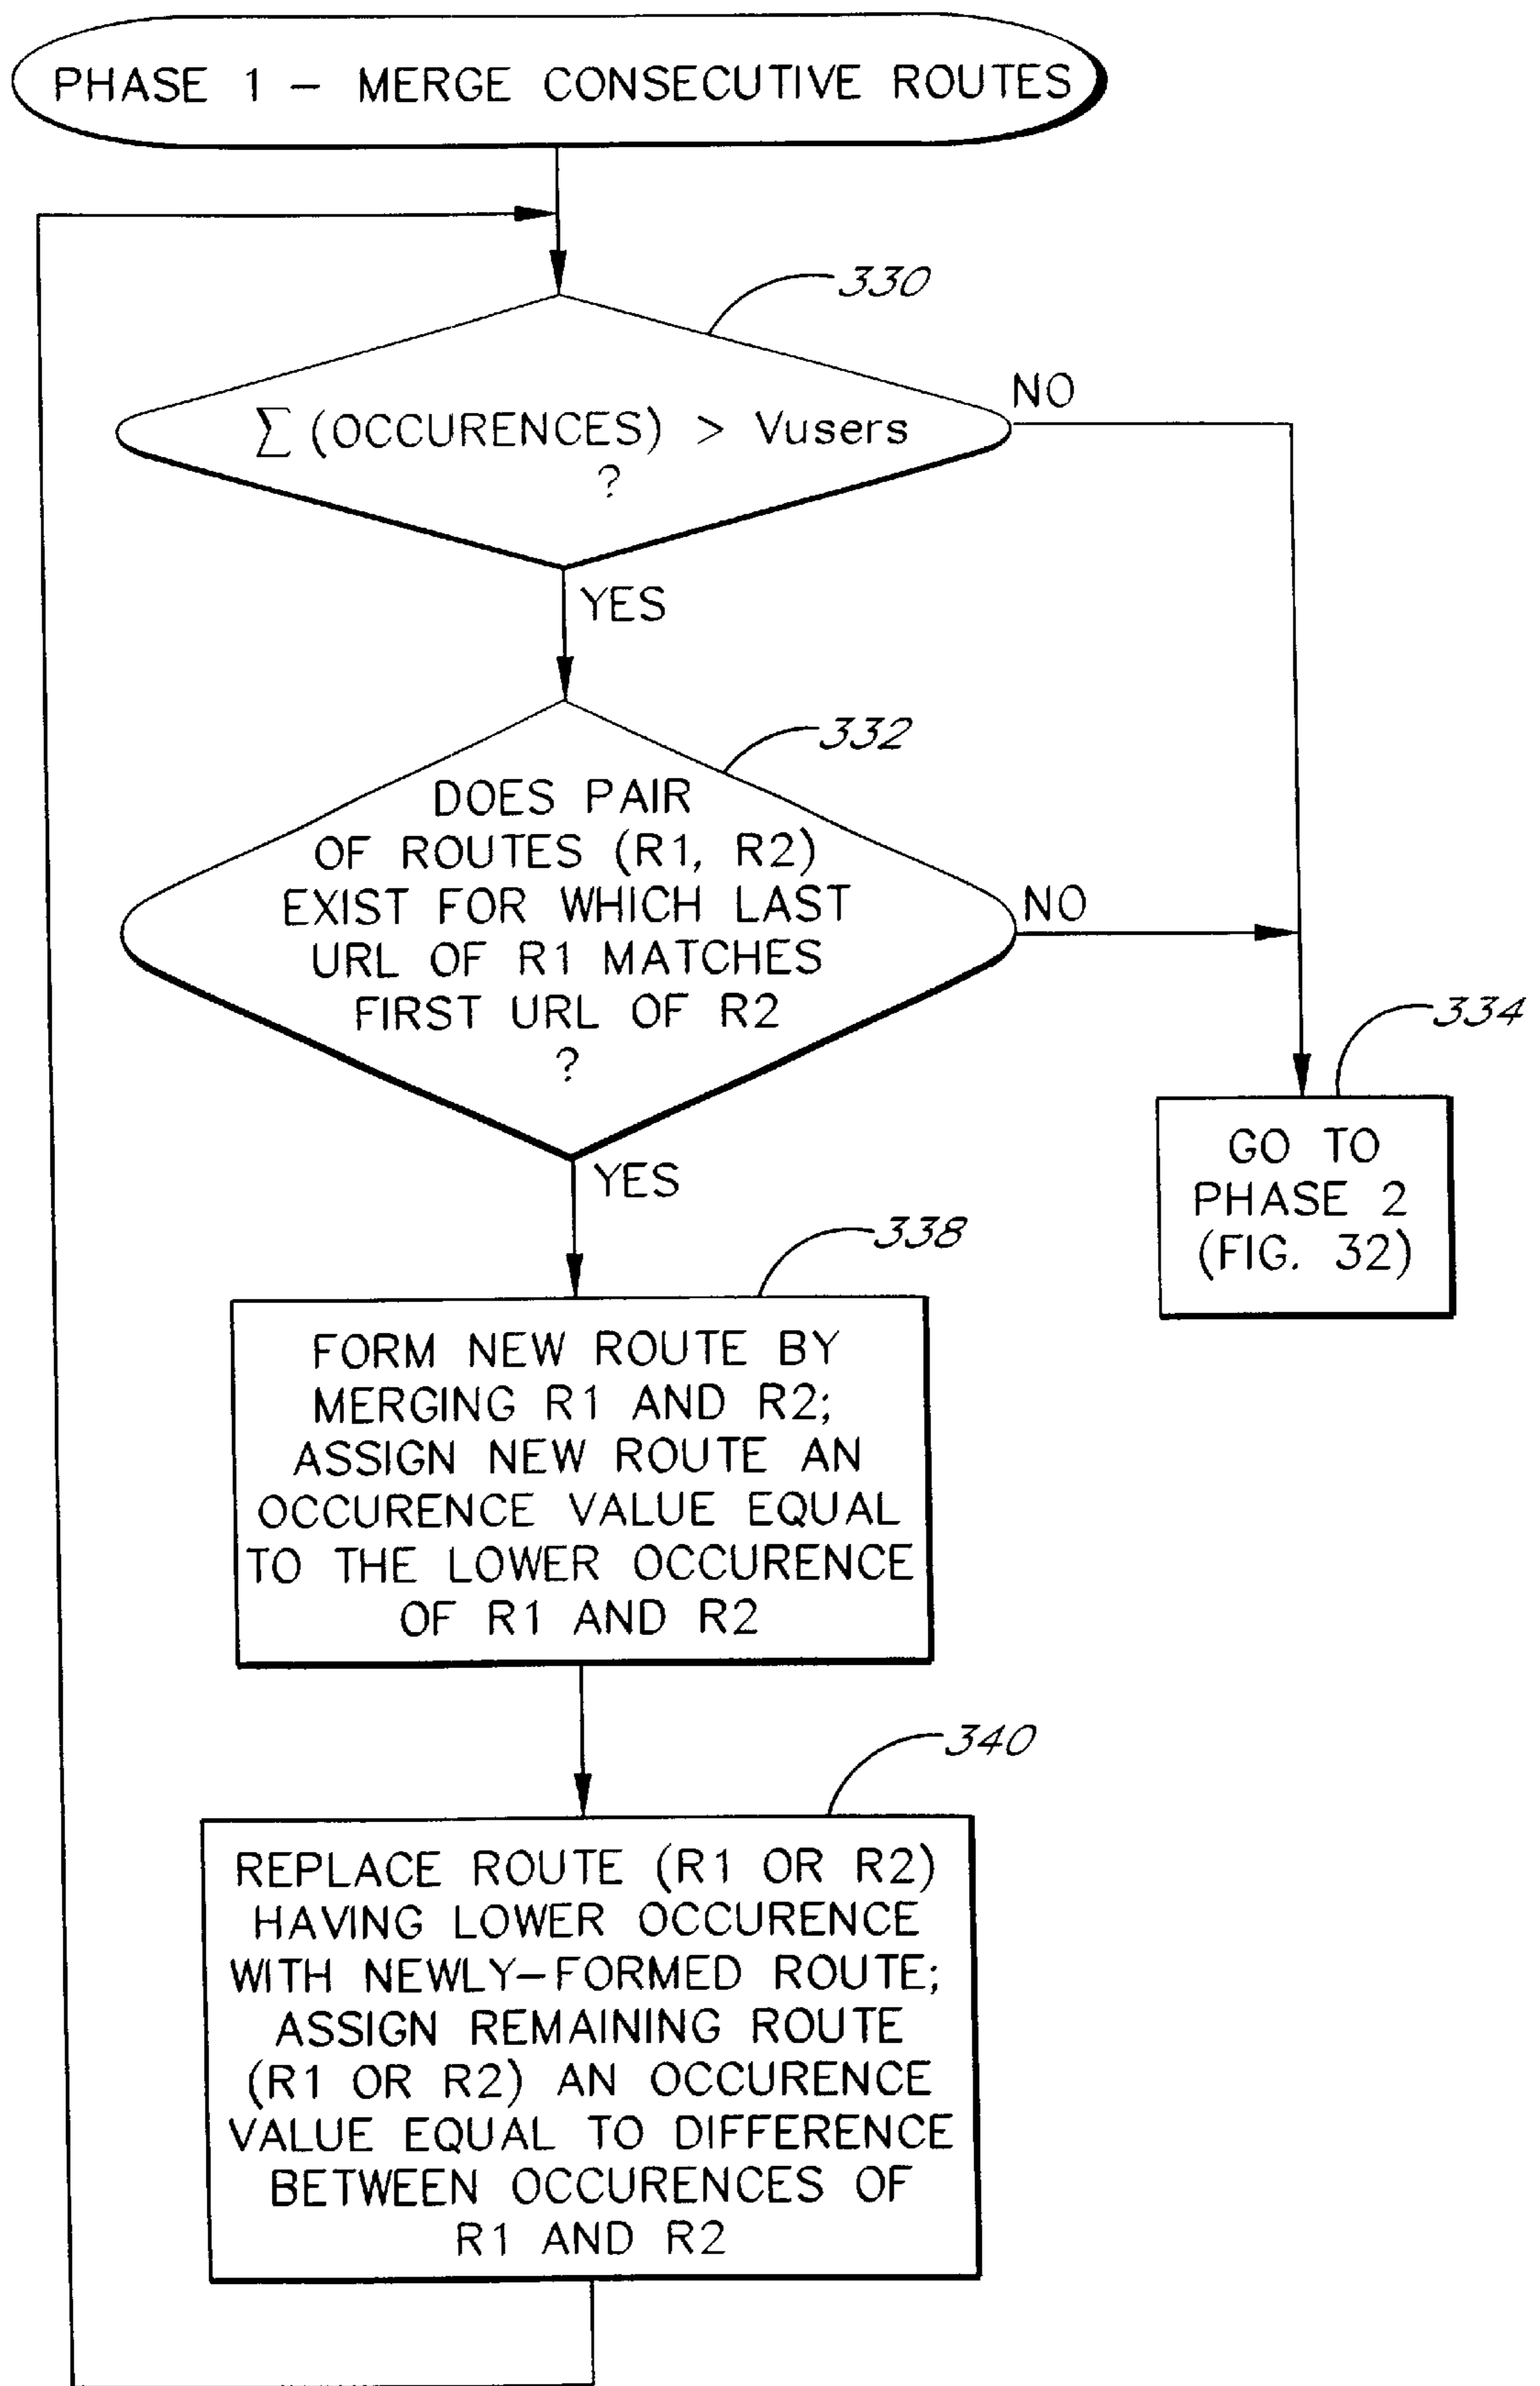 PHASE 1 – MERGE CONSECUTIVE ROUTES
330
∑ (OCCURENCES) > Vusers
?
NO
YES
332
DOES PAIR
OF ROUTES (R1, R2)
EXIST FOR WHICH LAST
URL OF R1 MATCHES
FIRST URL OF R2
?
NO
YES
334
GO TO
PHASE 2
(FIG. 32)
338
FORM NEW ROUTE BY
MERGING R1 AND R2;
ASSIGN NEW ROUTE AN
OCCURENCE VALUE EQUAL
TO THE LOWER OCCURENCE
OF R1 AND R2
340
REPLACE ROUTE (R1 OR R2)
HAVING LOWER OCCURENCE
WITH NEWLY–FORMED ROUTE;
ASSIGN REMAINING ROUTE
(R1 OR R2) AN OCCURENCE
VALUE EQUAL TO DIFFERENCE
BETWEEN OCCURENCES OF
R1 AND R2